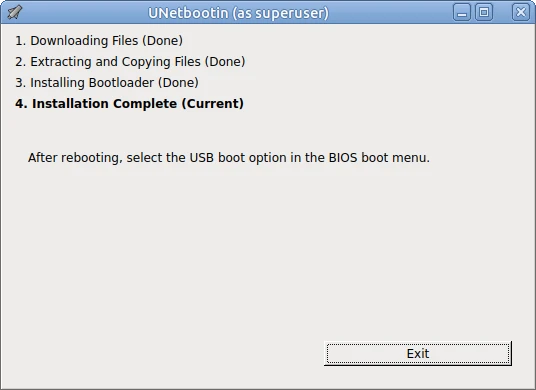 UNetbootin (as superuser)
1. Downloading Files (Done)
2. Extracting and Copying Files (Done)
3. Installing Bootloader (Done)
4. Installation Complete (Current)
After rebooting, select the USB boot option in the BIOS boot menu.
Exit